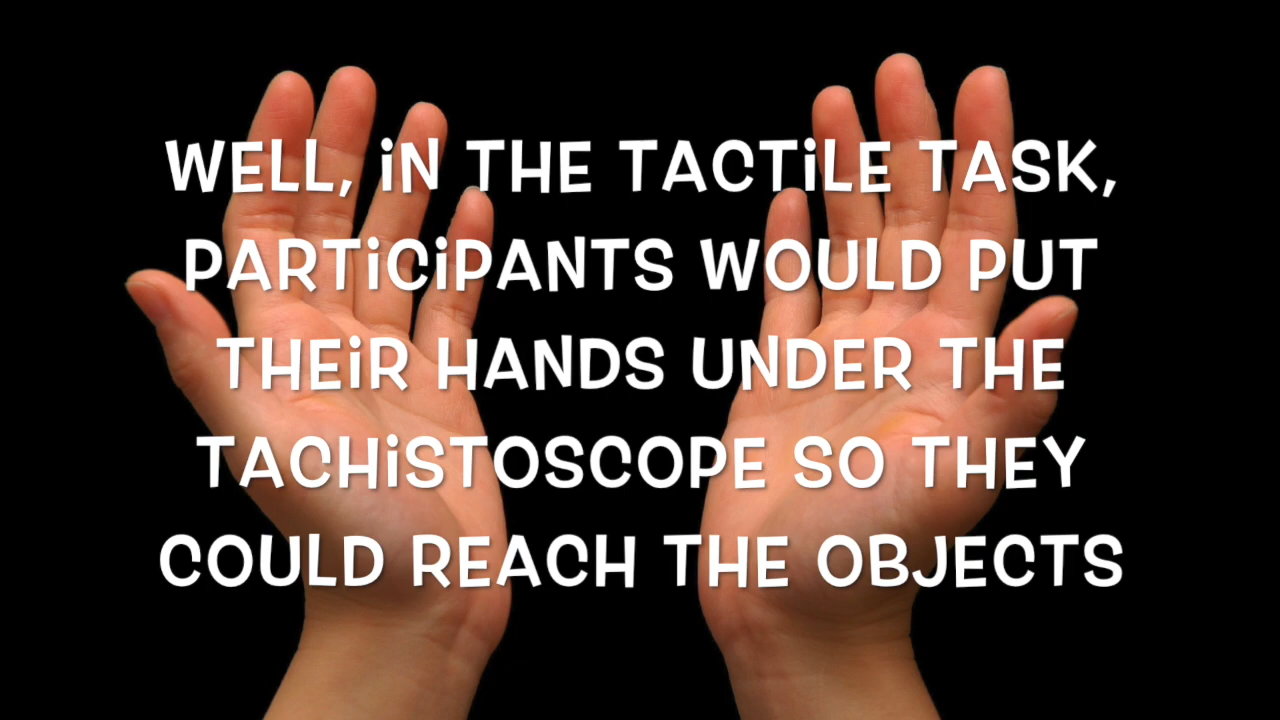 WELL, iN THE TACTiLE TASK,
PARTiCiPANTS WOULD PUT
THEiR HANDS UNDER THE
TACHiSTOSCOPE SO THEY
COULD REACH THE OBJECTS